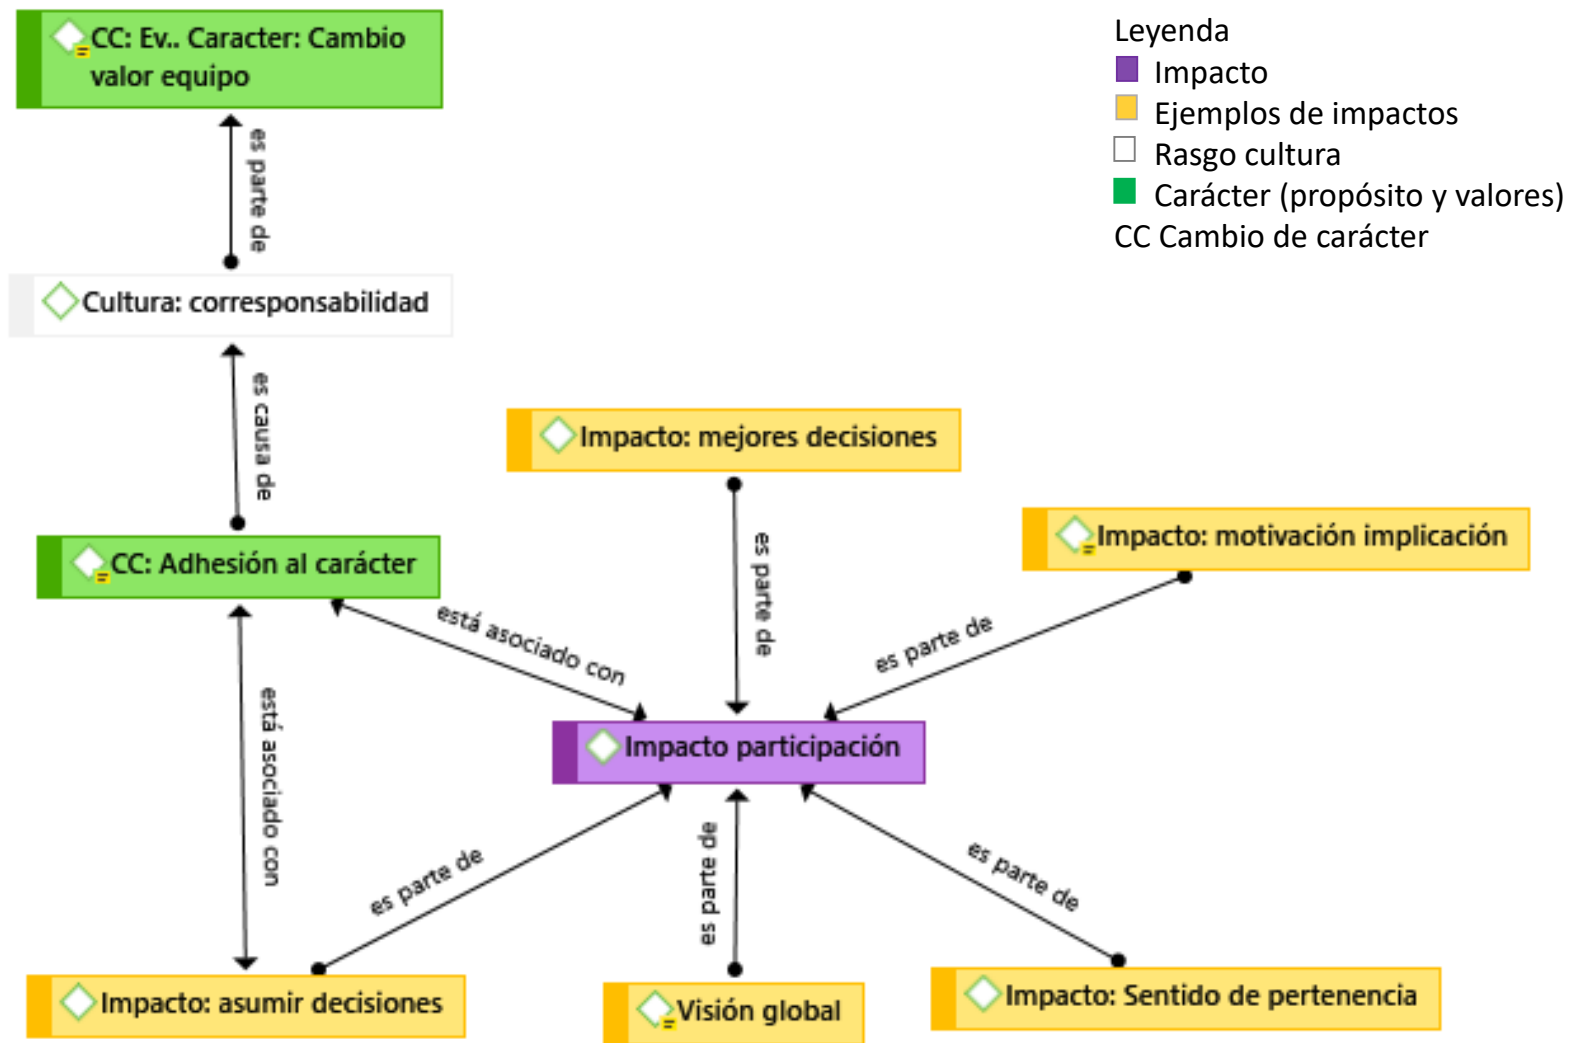 CC: Ev.. Caracter: Cambio
valor equipo
Leyenda
Impacto
Ejemplos de impactos
Rasgo cultura
Carácter (propósito y valores)
CC Cambio de carácter
es parte de
Cultura: corresponsabilidad
es causa de
Impacto: mejores decisiones
Impacto: motivación implicación
CC: Adhesión al carácter
está asociado con
es parte de
es parte de
Impacto participación
está asociado con
es parte de
es parte de
es parte de
Impacto: asumir decisiones
Visión global
Impacto: Sentido de pertenencia